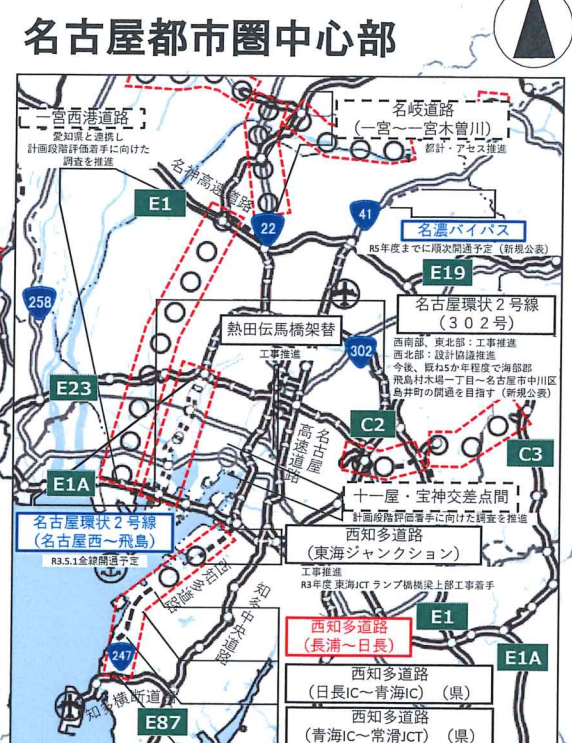 名古屋都市圏中心部
一宮西港道路
愛知県と連携し
計画段階評価着手に向けた
調査を推進
名岐道路
（一宮～一宮木曽川）
都計・アセス推進
名神高速道路
E1
22
41
名濃バイパス
R5年度までに順次開通予定（新規公表）
E19
258
名古屋環状２号線
（３０２号）
熱田伝馬橋架替
工事推進
302
西南部、東北部：工事推進
西北部：設計協議推進
今後、概ね5か年程度で海部郡
飛島村木場一丁目～名古屋市中川区
島井町の開通を目指す（新規公表）
E23
C2
名古屋
高速道路
C3
E1A
十一屋・宝神交差点間
計画段階評価着手に向けた調査を推進
名古屋環状２号線
（名古屋西～飛島）
R3.5.1全線開通予定
西知多道路
（東海ジャンクション）
工事推進
R3年度 東海JCT ランプ橋橋梁上部工事着手
西知多道路
知多中央道路
E1
西知多道路
（長浦～日長）
E1A
247
西知多道路
（日長IC～青海IC）（県）
知多横断道路
E87
西知多道路
（青海IC～常滑JCT）（県）